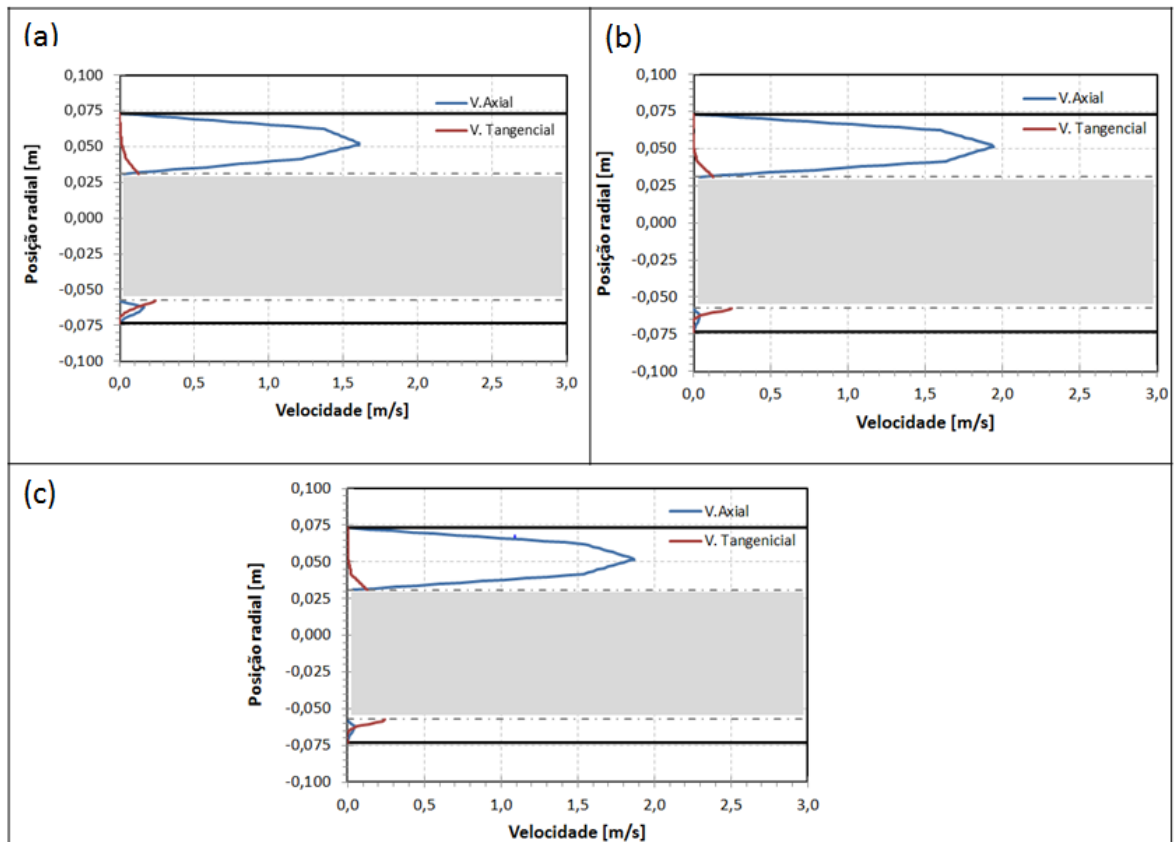 (a)
0,100
0,075
0,050
0,025
0,000
-0,025
-0,050
-0,075
-0,100
Posição radial [m]
V.Axial
V. Tangencial
0,0 0,5 1,0 1,5 2,0 2,5 3,0
Velocidade [m/s]
(b)
0,100
0,075
0,050
0,025
0,000
-0,025
-0,050
-0,075
-0,100
Posição radial [m]
V.Axial
V. Tangencial
0,0 0,5 1,0 1,5 2,0 2,5 3,0
Velocidade [m/s]
(c)
0,100
0,075
0,050
0,025
0,000
-0,025
-0,050
-0,075
-0,100
Posição radial [m]
V.Axial
V. Tangenicial
0,0 0,5 1,0 1,5 2,0 2,5 3,0
Velocidade [m/s]